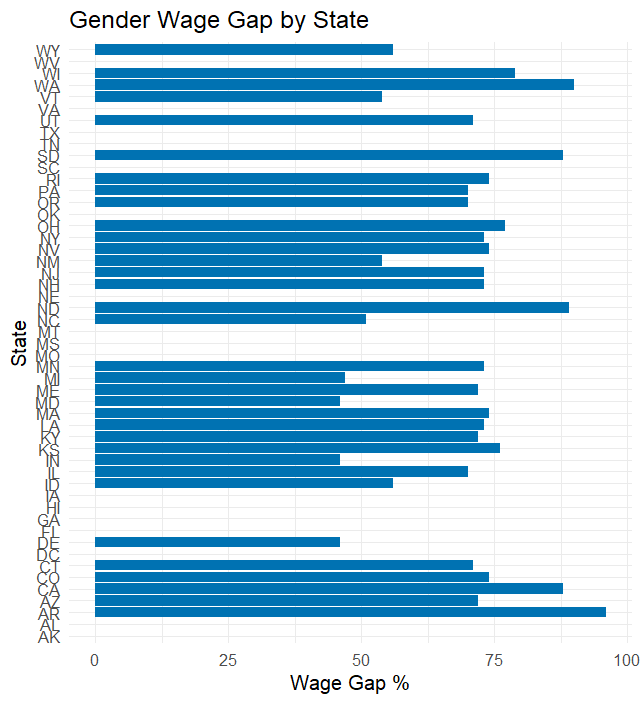 Gender Wage Gap by State
State
WY
WV
WI
WA
VT
VA
UT
TX
TN
SD
SC
RI
PA
OR
OK
OH
NY
NV
NM
NJ
NH
NE
ND
NC
MT
MS
MO
MN
MI
ME
MD
MA
LA
KY
KS
IN
IL
ID
IA
HI
GA
FL
DE
DC
CT
CO
CA
AZ
AR
AL
AK
0 25 50 75 100
Wage Gap %